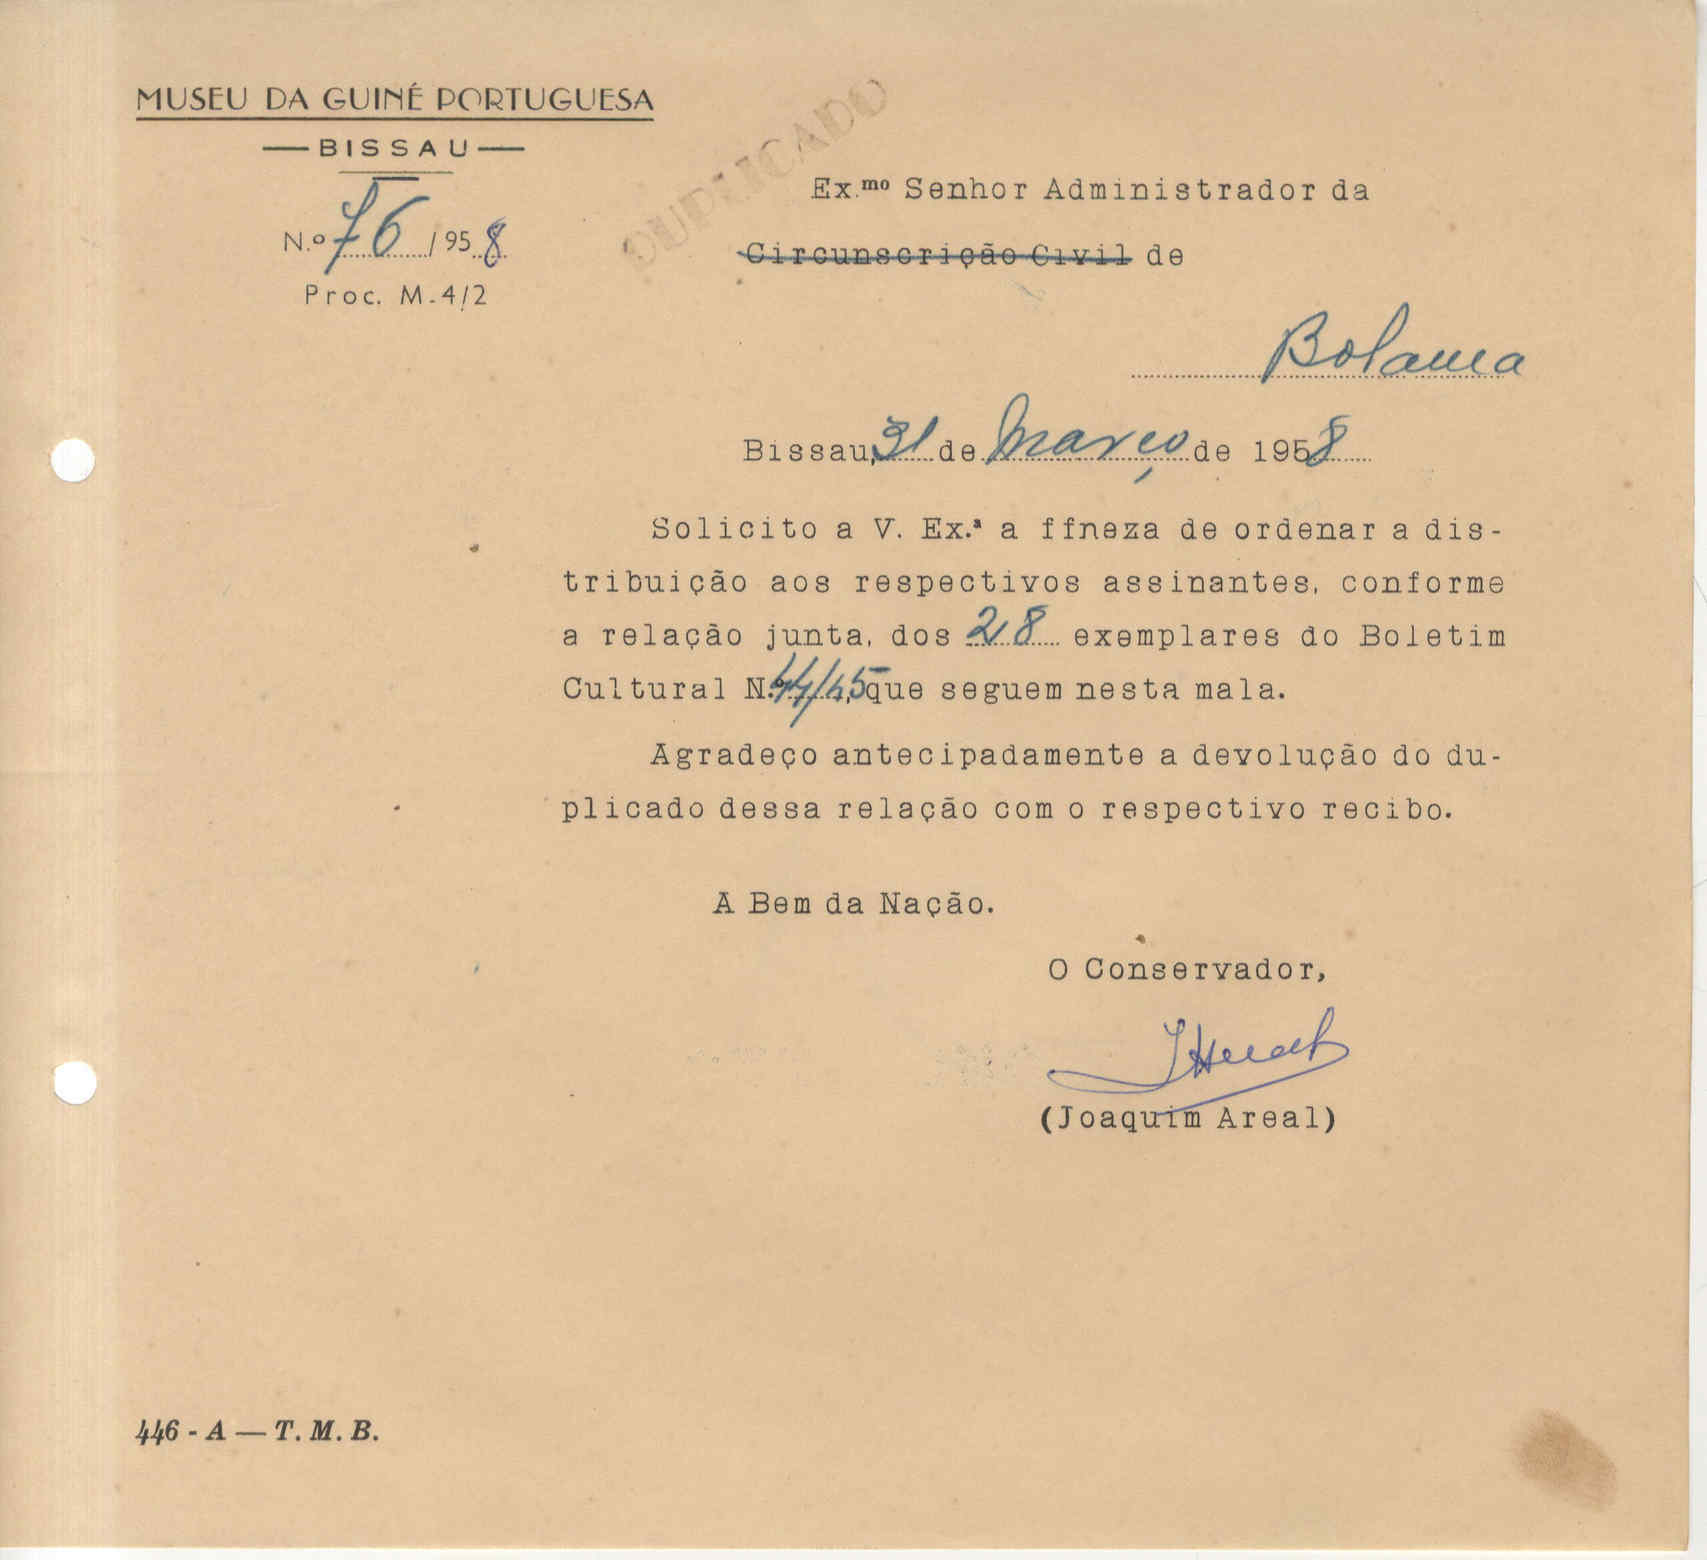 MUSEU DA GUINÉ PORTUGUESA
— BISSAU —
N.º 76 / 958
Proc. M-4/2
DUPLICADO
Ex.mo Senhor Administrador da
Circunscrição Civil de
Bolama
Bissau, 31 de Março de 1958
Solicito a V. Ex.ª a ffneza de ordenar a dis-
tribuição aos respectivos assinantes, conforme
a relação junta, dos 28 exemplares do Boletim
Cultural N.º 44/45, que seguem nesta mala.
Agradeço antecipadamente a devolução do du-
plicado dessa relação com o respectivo recibo.
A Bem da Nação.
O Conservador,
(Joaquim Areal)
446 - A — T. M. B.